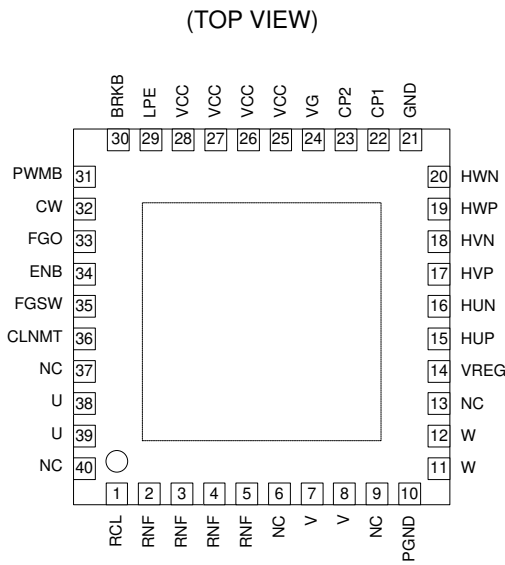 (TOP VIEW)
BRKB LPE VCC VCC VCC VCC VG CP2 CP1 GND
30 29 28 27 26 25 24 23 22 21
PWMB 31 20 HWN
CW 32 19 HWP
FGO 33 18 HVN
ENB 34 17 HVP
FGSW 35 16 HUN
CLNMT 36 15 HUP
NC 37 14 VREG
U 38 13 NC
U 39 12 W
NC 40 11 W
1 2 3 4 5 6 7 8 9 10
RCL RNF RNF RNF RNF NC V V NC PGND